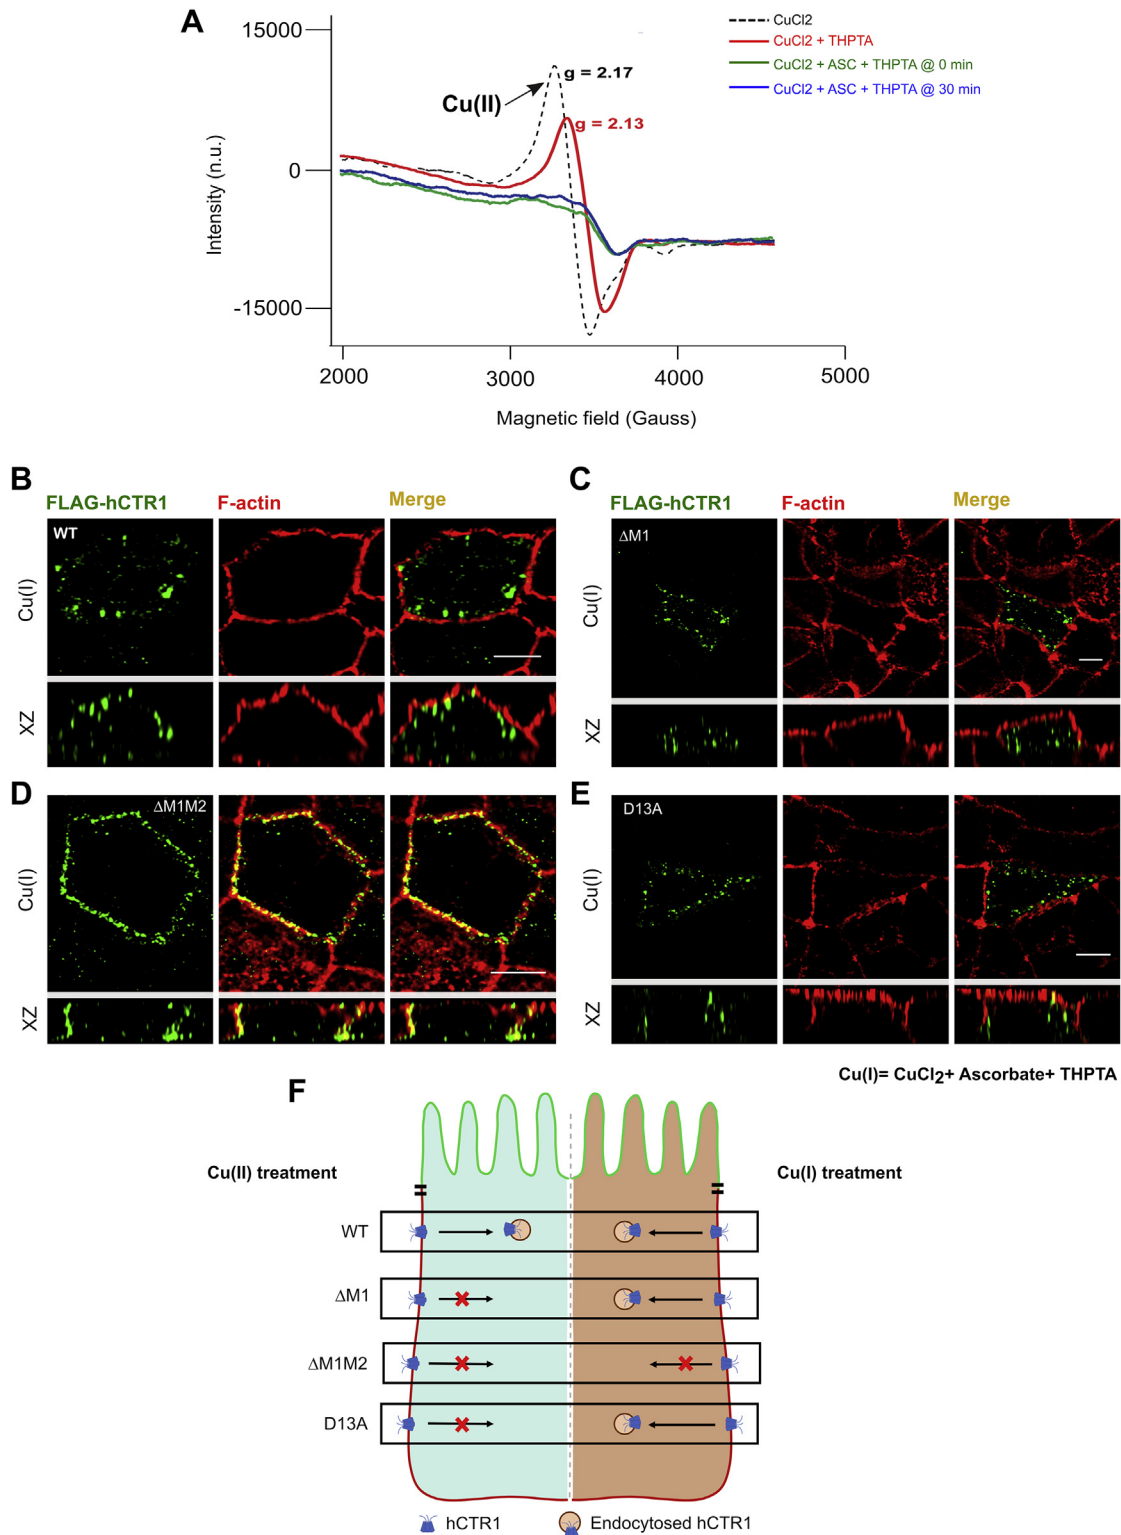 A
15000
0
-15000
Intensity (n.u.)
2000
3000
4000
5000
Magnetic field (Gauss)
Cu(II)
g = 2.17
g = 2.13
CuCl2
CuCl2 + THPTA
CuCl2 + ASC + THPTA @ 0 min
CuCl2 + ASC + THPTA @ 30 min
B
FLAG-hCTR1
F-actin
Merge
WT
Cu(I)
XZ
C
FLAG-hCTR1
F-actin
Merge
ΔM1
Cu(I)
XZ
D
ΔM1M2
Cu(I)
XZ
E
D13A
Cu(I)
XZ
Cu(I)= CuCl2+ Ascorbate+ THPTA
F
Cu(II) treatment
Cu(I) treatment
WT
ΔM1
ΔM1M2
D13A
hCTR1
Endocytosed hCTR1